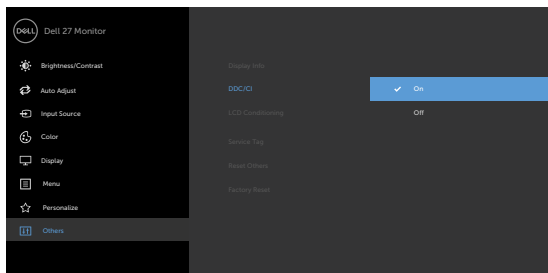 DELL
Dell 27 Monitor
Brightness/Contrast
Auto Adjust
Input Source
Color
Display
Menu
Personalize
Others
Display Info
DDC/CI
LCD Conditioning
Service Tag
Reset Others
Factory Reset
On
Off